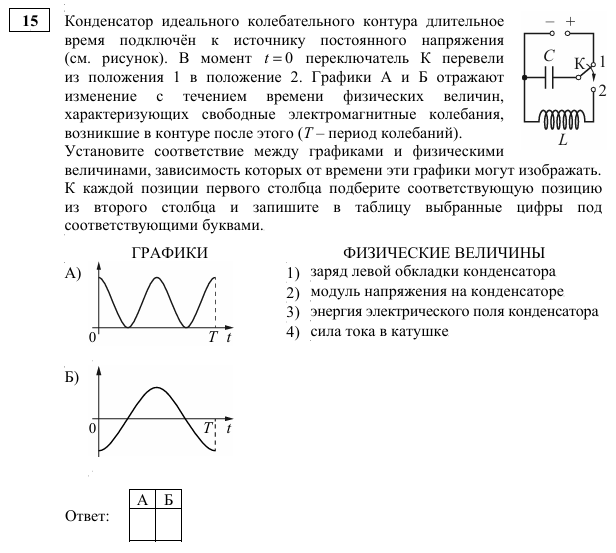 15
Конденсатор идеального колебательного контура длительное
время подключён к источнику постоянного напряжения
(см. рисунок). В момент t = 0 переключатель К перевели
из положения 1 в положение 2. Графики А и Б отражают
изменение с течением времени физических величин,
характеризующих свободные электромагнитные колебания,
возникшие в контуре после этого (T – период колебаний).
Установите соответствие между графиками и физическими
величинами, зависимость которых от времени эти графики могут изображать.
К каждой позиции первого столбца подберите соответствующую позицию
из второго столбца и запишите в таблицу выбранные цифры под
соответствующими буквами.
– +
C
К
1
2
L
ГРАФИКИ
А)
0 T t
Б)
0 T t
ФИЗИЧЕСКИЕ ВЕЛИЧИНЫ
1) заряд левой обкладки конденсатора
2) модуль напряжения на конденсаторе
3) энергия электрического поля конденсатора
4) сила тока в катушке
Ответ:
А Б